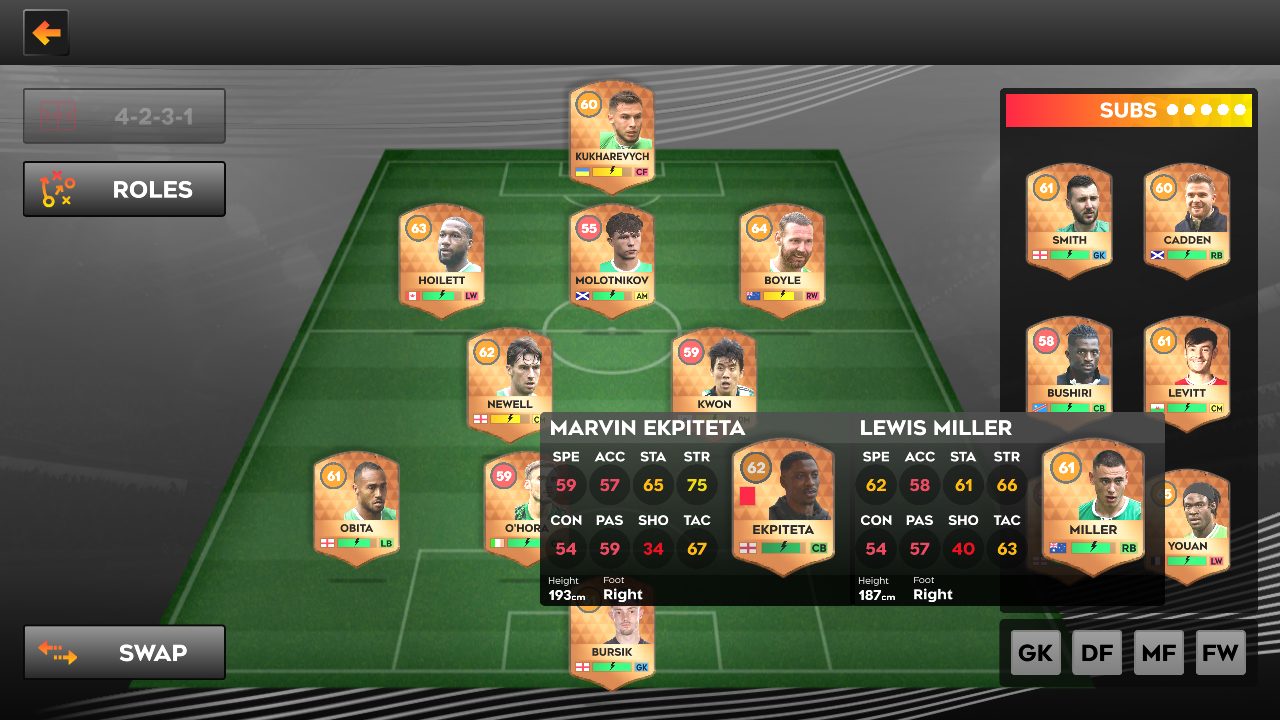 4-2-3-1
ROLES
SWAP
60
KUKHAREVYCH
CF
63
HOILETT
LW
55
MOLOTNIKOV
AM
64
BOYLE
RW
62
NEWELL
59
KWON
61
OBITA
LB
59
O'HORA
BURSIK
GK
SUBS
61
SMITH
GK
60
CADDEN
RB
58
BUSHIRI
CB
61
LEVITT
CM
YOUAN
LW
MARVIN EKPITETA
SPE ACC STA STR
59 57 65 75
CON PAS SHO TAC
54 59 34 67
Height Foot
193cm Right
62
EKPITETA
CB
LEWIS MILLER
SPE ACC STA STR
62 58 61 66
CON PAS SHO TAC
54 57 40 63
Height Foot
187cm Right
61
MILLER
RB
GK DF MF FW